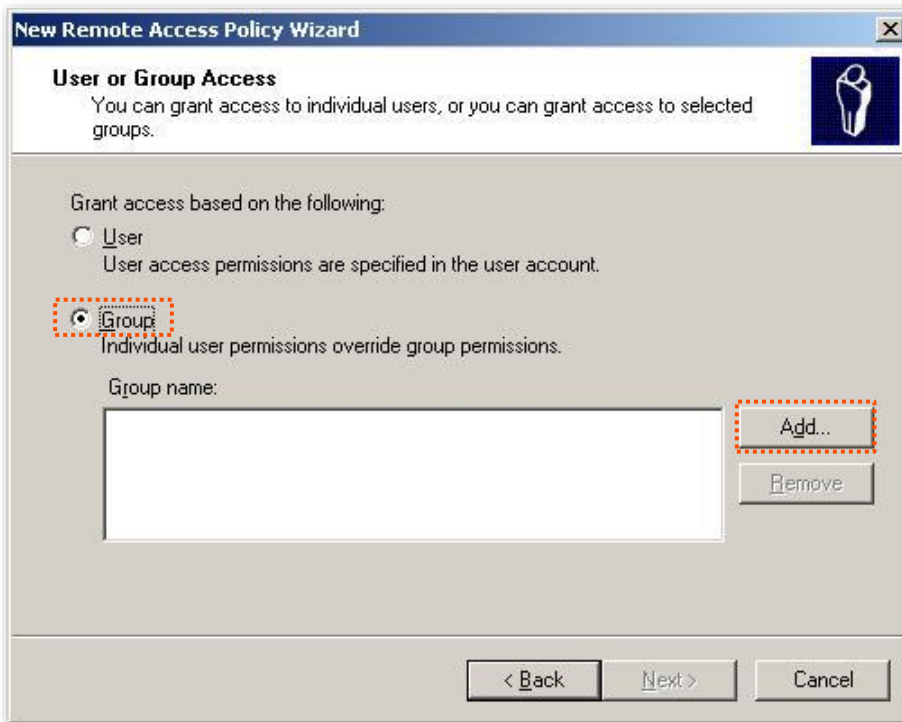 New Remote Access Policy Wizard
User or Group Access
You can grant access to individual users, or you can grant access to selected
groups.
Grant access based on the following:
User
User access permissions are specified in the user account.
Group
Individual user permissions override group permissions.
Group name:
Add...
Remove
< Back
Next >
Cancel